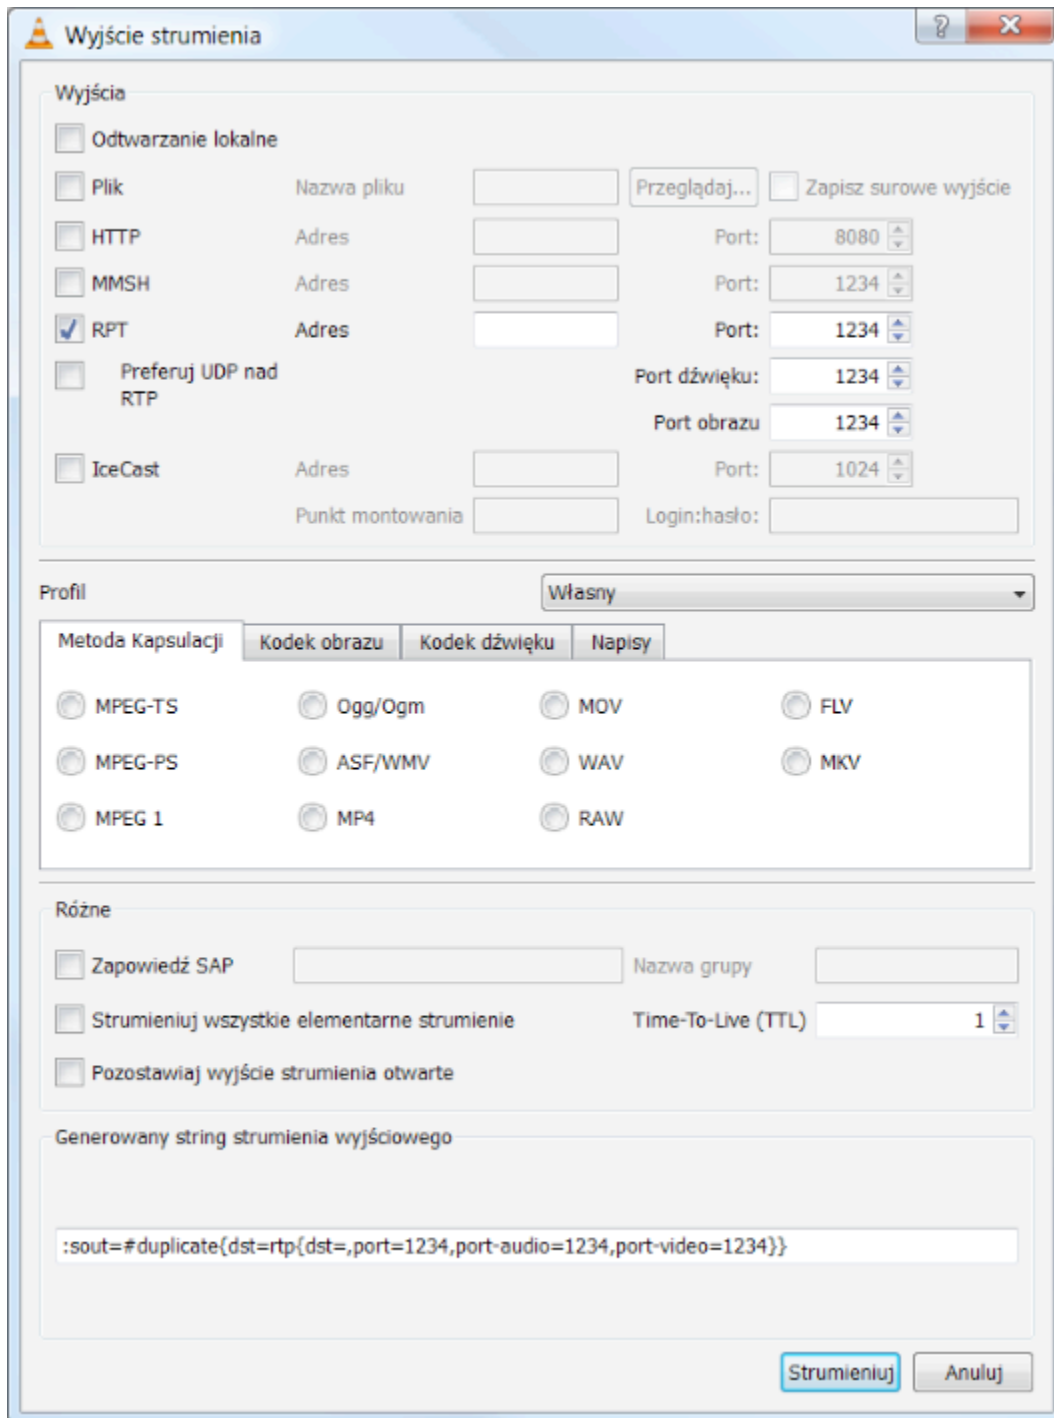 Wyjście strumienia
Wyjścia
Odtwarzanie lokalne
Plik Nazwa pliku Przeglądaj... Zapisz surowe wyjście
HTTP Adres Port: 8080
MMSH Adres Port: 1234
RPT Adres Port: 1234
Preferuj UDP nad
RTP
Port dźwięku: 1234
Port obrazu 1234
IceCast Adres Port: 1024
Punkt montowania Login:hasło:
Profil Własny
Metoda Kapsulacji Kodek obrazu Kodek dźwięku Napisy
MPEG-TS Ogg/Ogm MOV FLV
MPEG-PS ASF/WMV WAV MKV
MPEG 1 MP4 RAW
Różne
Zapowiedź SAP Nazwa grupy
Strumieniuj wszystkie elementarne strumienie Time-To-Live (TTL) 1
Pozostawiaj wyjście strumienia otwarte
Generowany string strumienia wyjściowego
:sout=#duplicate{dst=rtp{dst=,port=1234,port-audio=1234,port-video=1234}}
Strumieniuj Anuluj